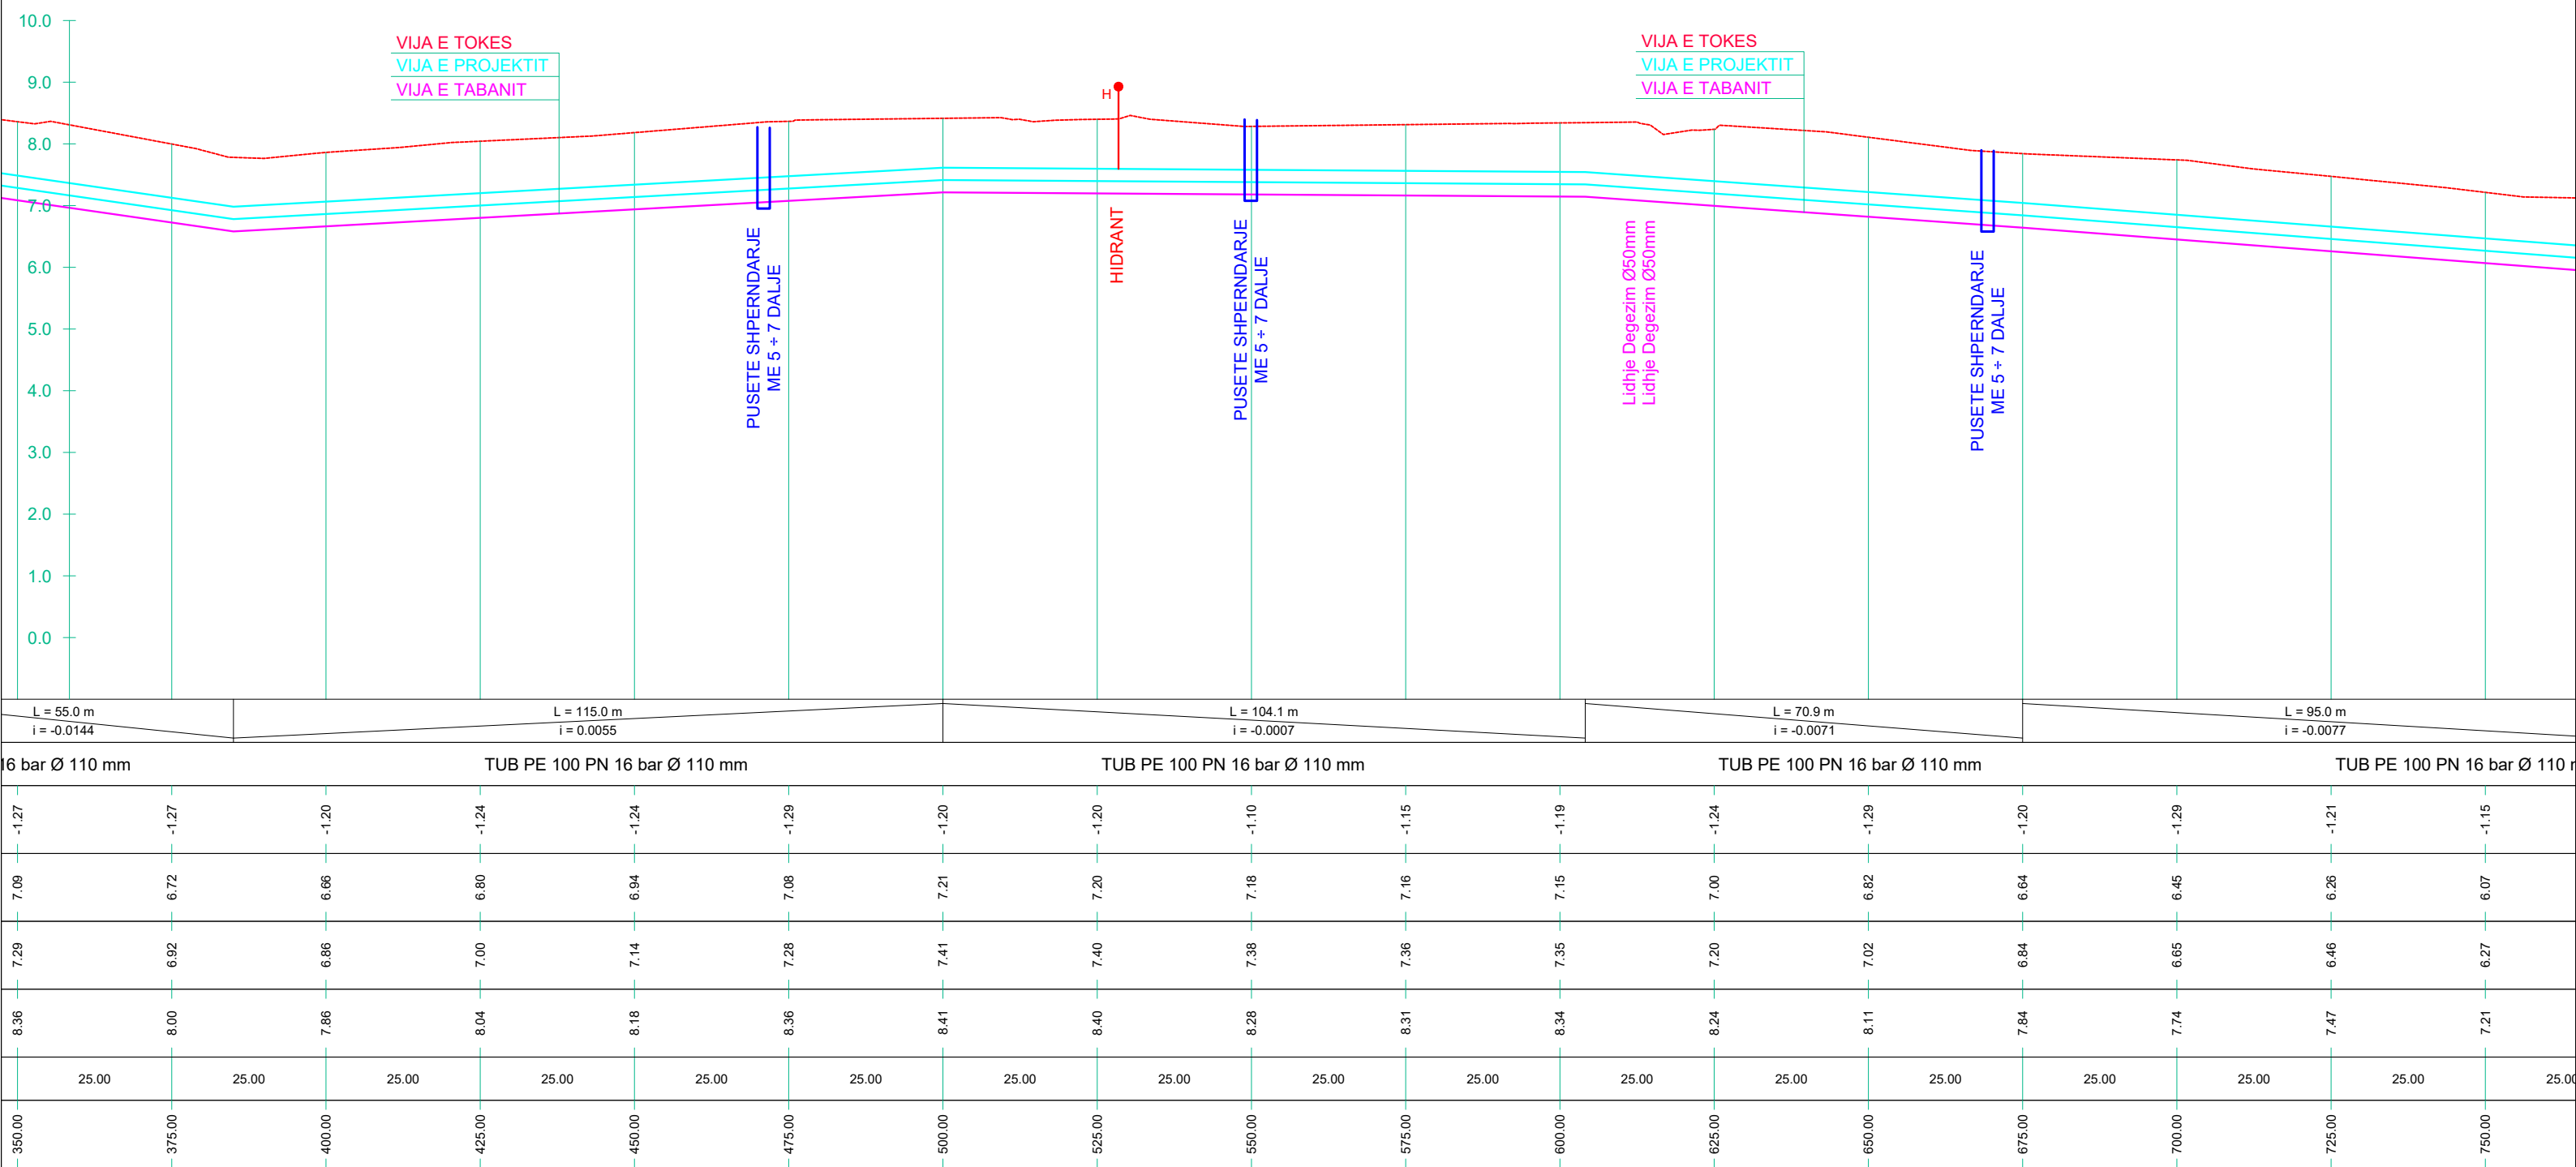 10.0
9.0
8.0
7.0
6.0
5.0
4.0
3.0
2.0
1.0
0.0
VIJA E TOKES
VIJA E PROJEKTIT
VIJA E TABANIT
H
VIJA E TOKES
VIJA E PROJEKTIT
VIJA E TABANIT
PUSETE SHPERNDARJE
ME 5 ÷ 7 DALJE
HIDRANT
PUSETE SHPERNDARJE
ME 5 ÷ 7 DALJE
Lidhje Degezim Ø50mm
Lidhje Degezim Ø50mm
PUSETE SHPERNDARJE
ME 5 ÷ 7 DALJE
L = 55.0 m
i = -0.0144
L = 115.0 m
i = 0.0055
L = 104.1 m
i = -0.0007
L = 70.9 m
i = -0.0071
L = 95.0 m
i = -0.0077
16 bar Ø 110 mm TUB PE 100 PN 16 bar Ø 110 mm TUB PE 100 PN 16 bar Ø 110 mm TUB PE 100 PN 16 bar Ø 110 mm TUB PE 100 PN 16 bar Ø 110
-1.27 -1.27 -1.20 -1.24 -1.24 -1.29 -1.20 -1.20 -1.10 -1.15 -1.19 -1.24 -1.29 -1.20 -1.29 -1.21 -1.15
7.09 6.72 6.66 6.80 6.94 7.08 7.21 7.20 7.18 7.16 7.15 7.00 6.82 6.64 6.45 6.26 6.07
7.29 6.92 6.86 7.00 7.14 7.28 7.41 7.40 7.38 7.36 7.35 7.20 7.02 6.84 6.65 6.46 6.27
8.36 8.00 7.86 8.04 8.18 8.36 8.41 8.40 8.28 8.31 8.34 8.24 8.11 7.84 7.74 7.47 7.21
25.00 25.00 25.00 25.00 25.00 25.00 25.00 25.00 25.00 25.00 25.00 25.00 25.00 25.00 25.00 25.00 25.00
350.00 375.00 400.00 425.00 450.00 475.00 500.00 525.00 550.00 575.00 600.00 625.00 650.00 675.00 700.00 725.00 750.00